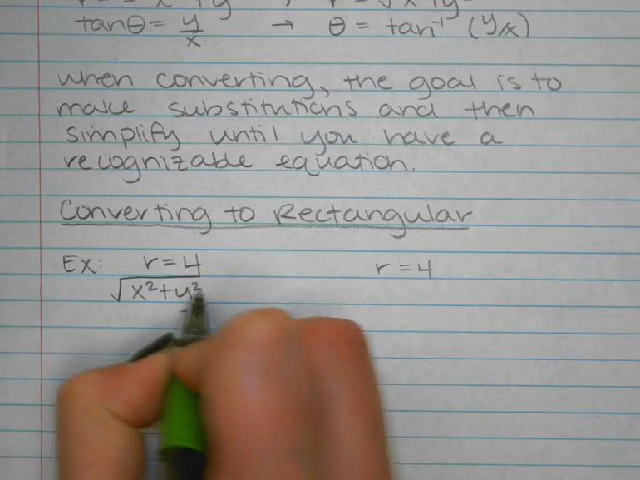 tanθ = y/x → θ = tan⁻¹ (y/x)
when converting, the goal is to
make substitutions and then
simplify until you have a
recognizable equation.
Converting to Rectangular
Ex: r = 4 r = 4
√x²+y²